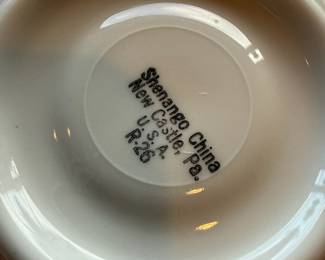 Shenango China
New Castle, Pa.
U.S.A.
R-26